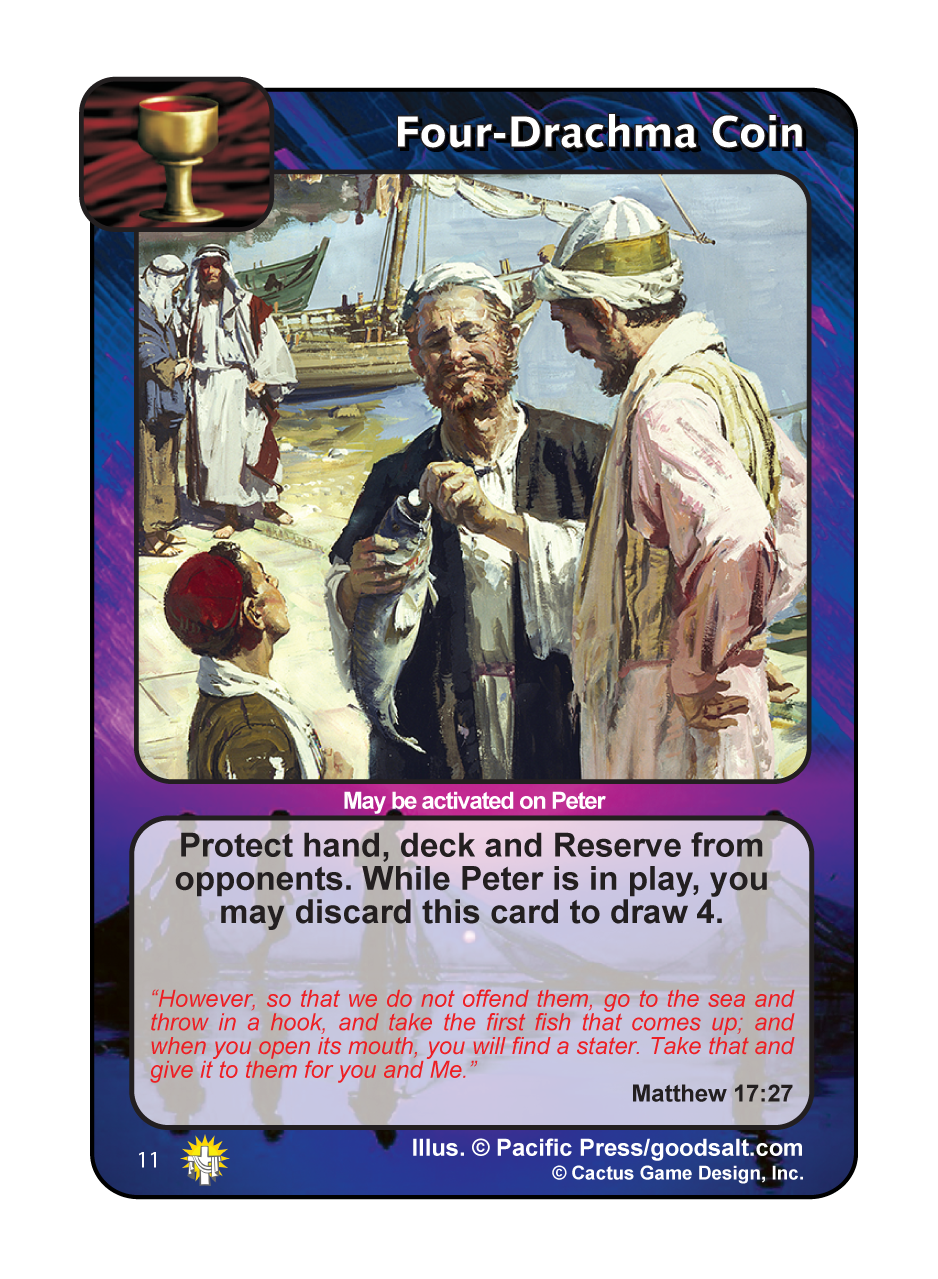 Four-Drachma Coin
May be activated on Peter
Protect hand, deck and Reserve from
opponents. While Peter is in play, you
may discard this card to draw 4.
“However, so that we do not offend them, go to the sea and
throw in a hook, and take the first fish that comes up; and
when you open its mouth, you will find a stater. Take that and
give it to them for you and Me.”
Matthew 17:27
11
Illus. © Pacific Press/goodsalt.com
© Cactus Game Design, Inc.